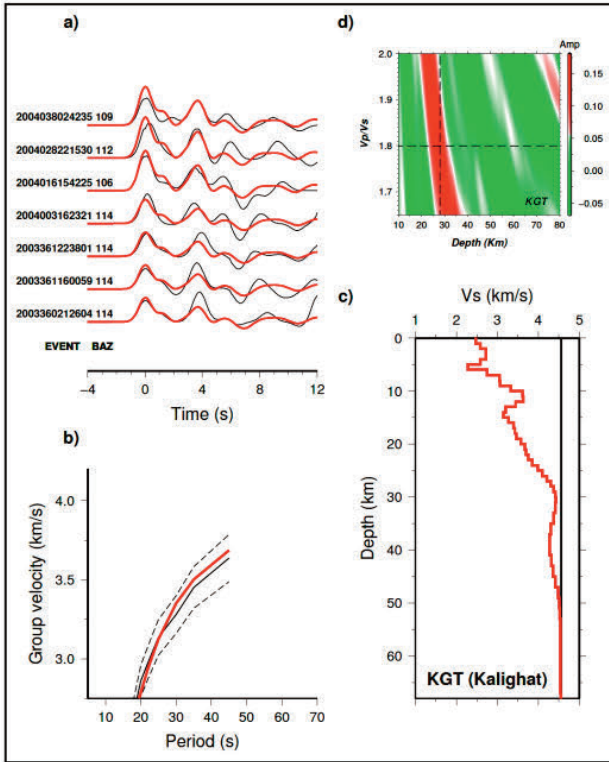 a)
2004038024235 109
2004028221530 112
2004016154225 106
2004003162321 114
2003361223801 114
2003361160059 114
2003360212604 114
EVENT BAZ
−4 0 4 8 12
Time (s)
b)
Group velocity (km/s)
4.0
3.5
3.0
10 20 30 40 50 60 70
Period (s)
d)
Amp
Vp/Vs
2.0
1.9
1.8
1.7
0.15
0.10
0.05
0.00
−0.05
KGT
10 20 30 40 50 60 70 80
Depth (Km)
c)
Vs (km/s)
1 2 3 4 5
Depth (km)
0
10
20
30
40
50
60
KGT (Kalighat)